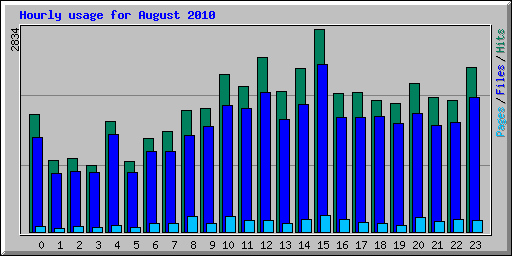 Hourly usage for August 2010
2834
Pages/Files/Hits
0 1 2 3 4 5 6 7 8 9 10 11 12 13 14 15 16 17 18 19 20 21 22 23